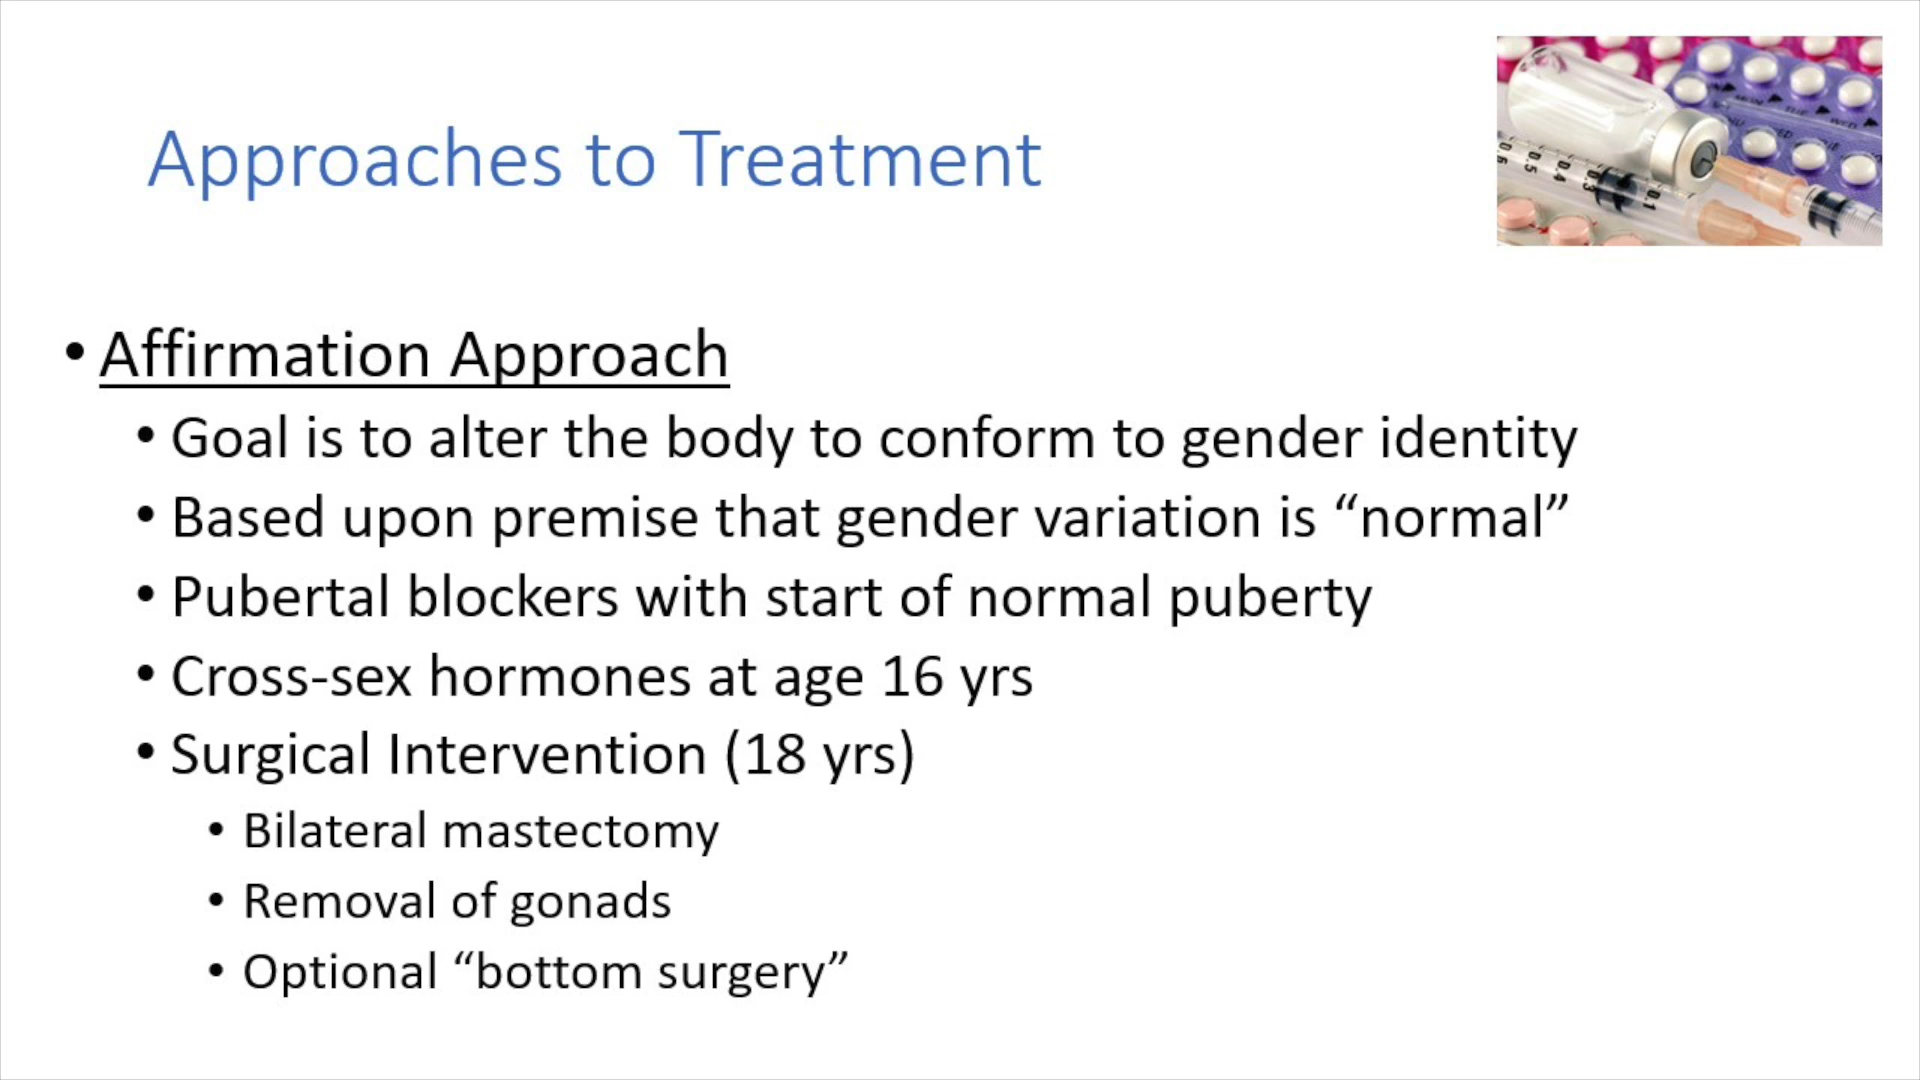 Approaches to Treatment
• Affirmation Approach
• Goal is to alter the body to conform to gender identity
• Based upon premise that gender variation is “normal”
• Pubertal blockers with start of normal puberty
• Cross-sex hormones at age 16 yrs
• Surgical Intervention (18 yrs)
• Bilateral mastectomy
• Removal of gonads
• Optional “bottom surgery”